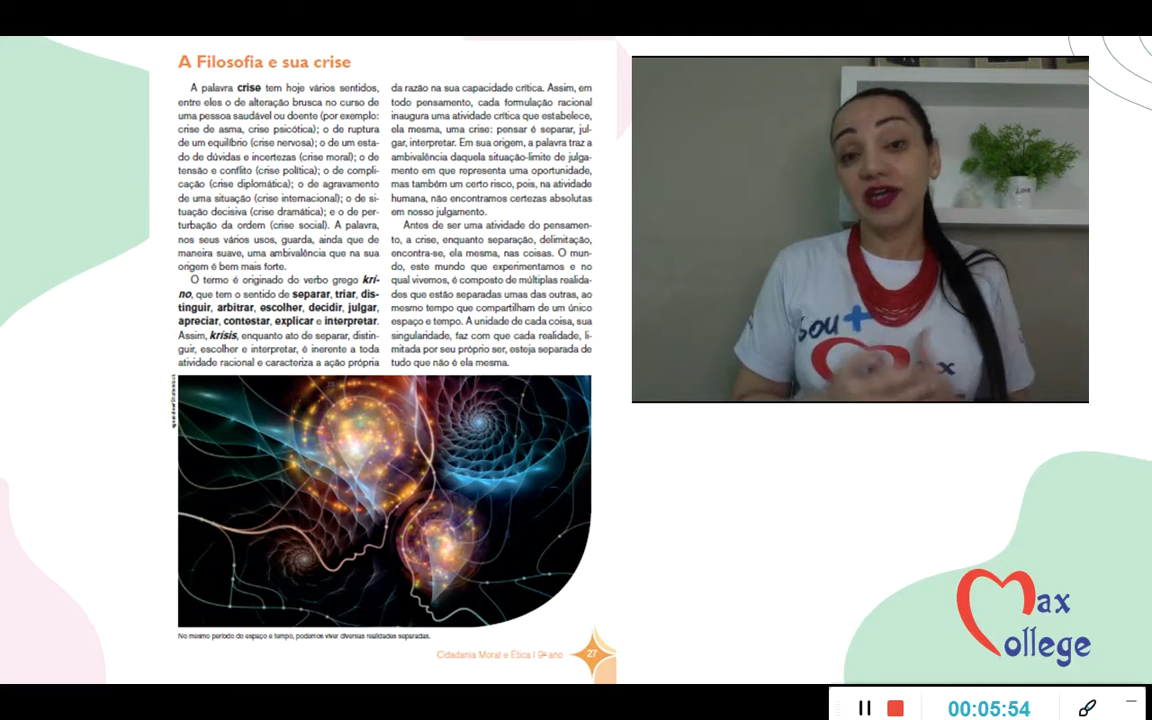 A Filosofia e sua crise
A palavra crise tem hoje vários sentidos,
entre eles o de alteração brusca no curso de
uma pessoa saudável ou doente (por exemplo:
crise de asma, crise psicótica); o de ruptura
de um equilíbrio (crise nervosa); o de um esta-
do de dúvidas e incertezas (crise moral); o de
tensão e conflito (crise política); o de compli-
cação (crise diplomática); o de agravamento
de uma situação (crise internacional); o de si-
tuação decisiva (crise dramática); e o de per-
turbação da ordem (crise social). A palavra,
nos seus vários usos, guarda, ainda que de
maneira suave, uma ambivalência que na sua
origem é bem mais forte.
O termo é originado do verbo grego krí-
no, que tem o sentido de separar, triar, dis-
tinguir, arbitrar, escolher, decidir, julgar,
apreciar, contestar, explicar e interpretar.
Assim, krísis, enquanto ato de separar, distin-
guir, escolher e interpretar, é inerente a toda
atividade racional e caracteriza a ação própria
da razão na sua capacidade crítica. Assim, em
todo pensamento, cada formulação racional
inaugura uma atividade crítica que estabelece,
ela mesma, uma crise: pensar é separar, jul-
gar, interpretar. Em sua origem, a palavra traz a
ambivalência daquela situação-limite de julga-
mento em que representa uma oportunidade,
mas também um certo risco, pois, na atividade
humana, não encontramos certezas absolutas
em nosso julgamento.
Antes de ser uma atividade do pensamen-
to, a crise, enquanto separação, delimitação,
encontra-se, ela mesma, nas coisas. O mun-
do, este mundo que experimentamos e no
qual vivemos, é composto de múltiplas realida-
des que estão separadas umas das outras, ao
mesmo tempo que compartilham de um único
espaço e tempo. A unidade de cada coisa, sua
singularidade, faz com que cada realidade, li-
mitada por seu próprio ser, esteja separada de
tudo que não é ela mesma.
No mesmo período do espaço e tempo, podemos viver diversas realidades separadas.
Cidadania Moral e Ética | 9º ano
27
Love
Sou +
x
Max
College
00:05:54